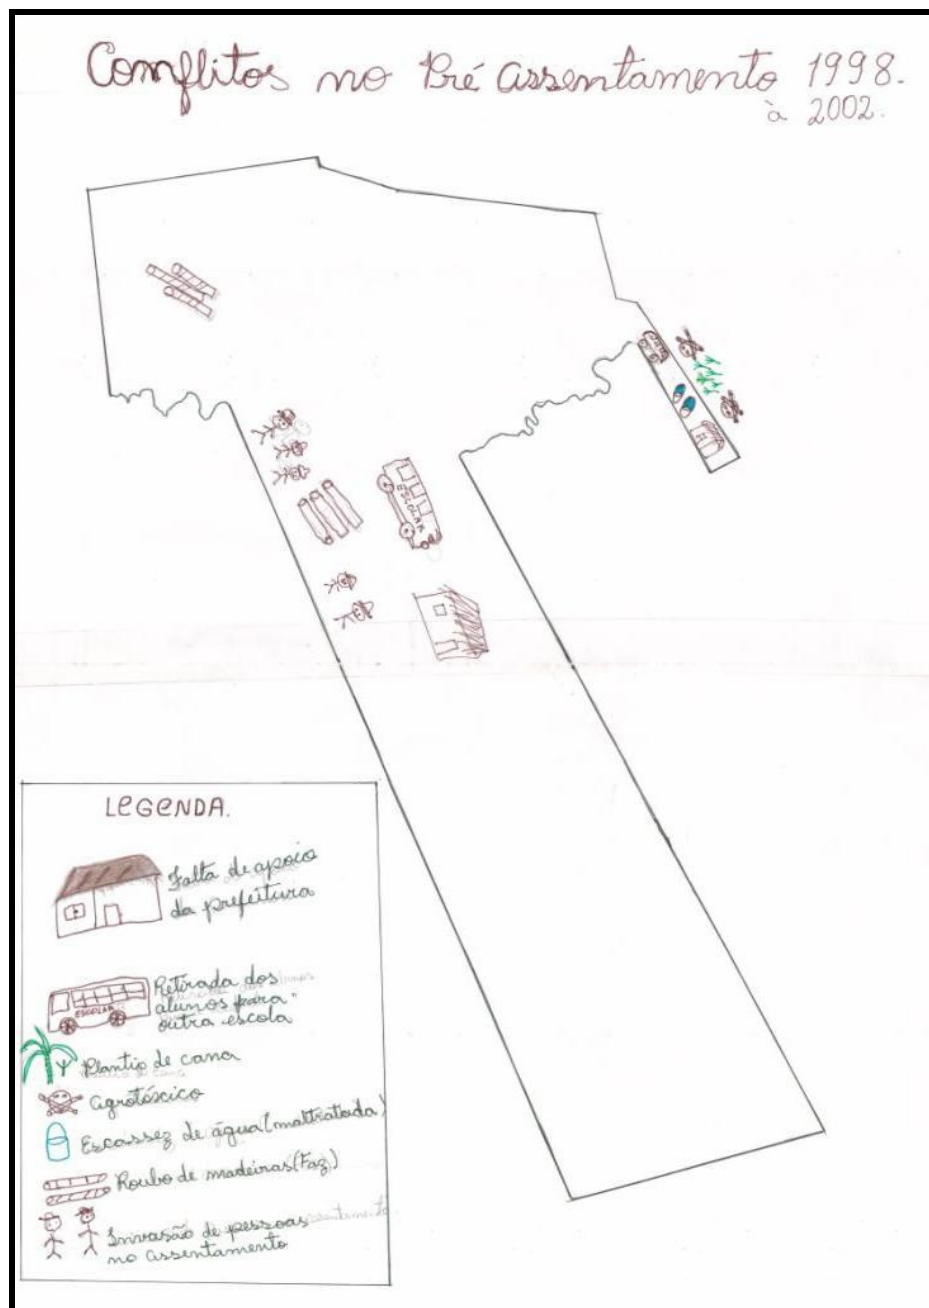 Conflitos no Pré Assentamento 1998.
à 2002.
ESCOLAR
LEGENDA.
Falta de apoio
da prefeitura
ESCOLAR
Retirada dos
alunos para
outra escola
Plantio de cana
agrotóxico
Escassez de água (maltratada)
Roubo de madeiras (Faz)
Invasão de pessoas
no assentamento